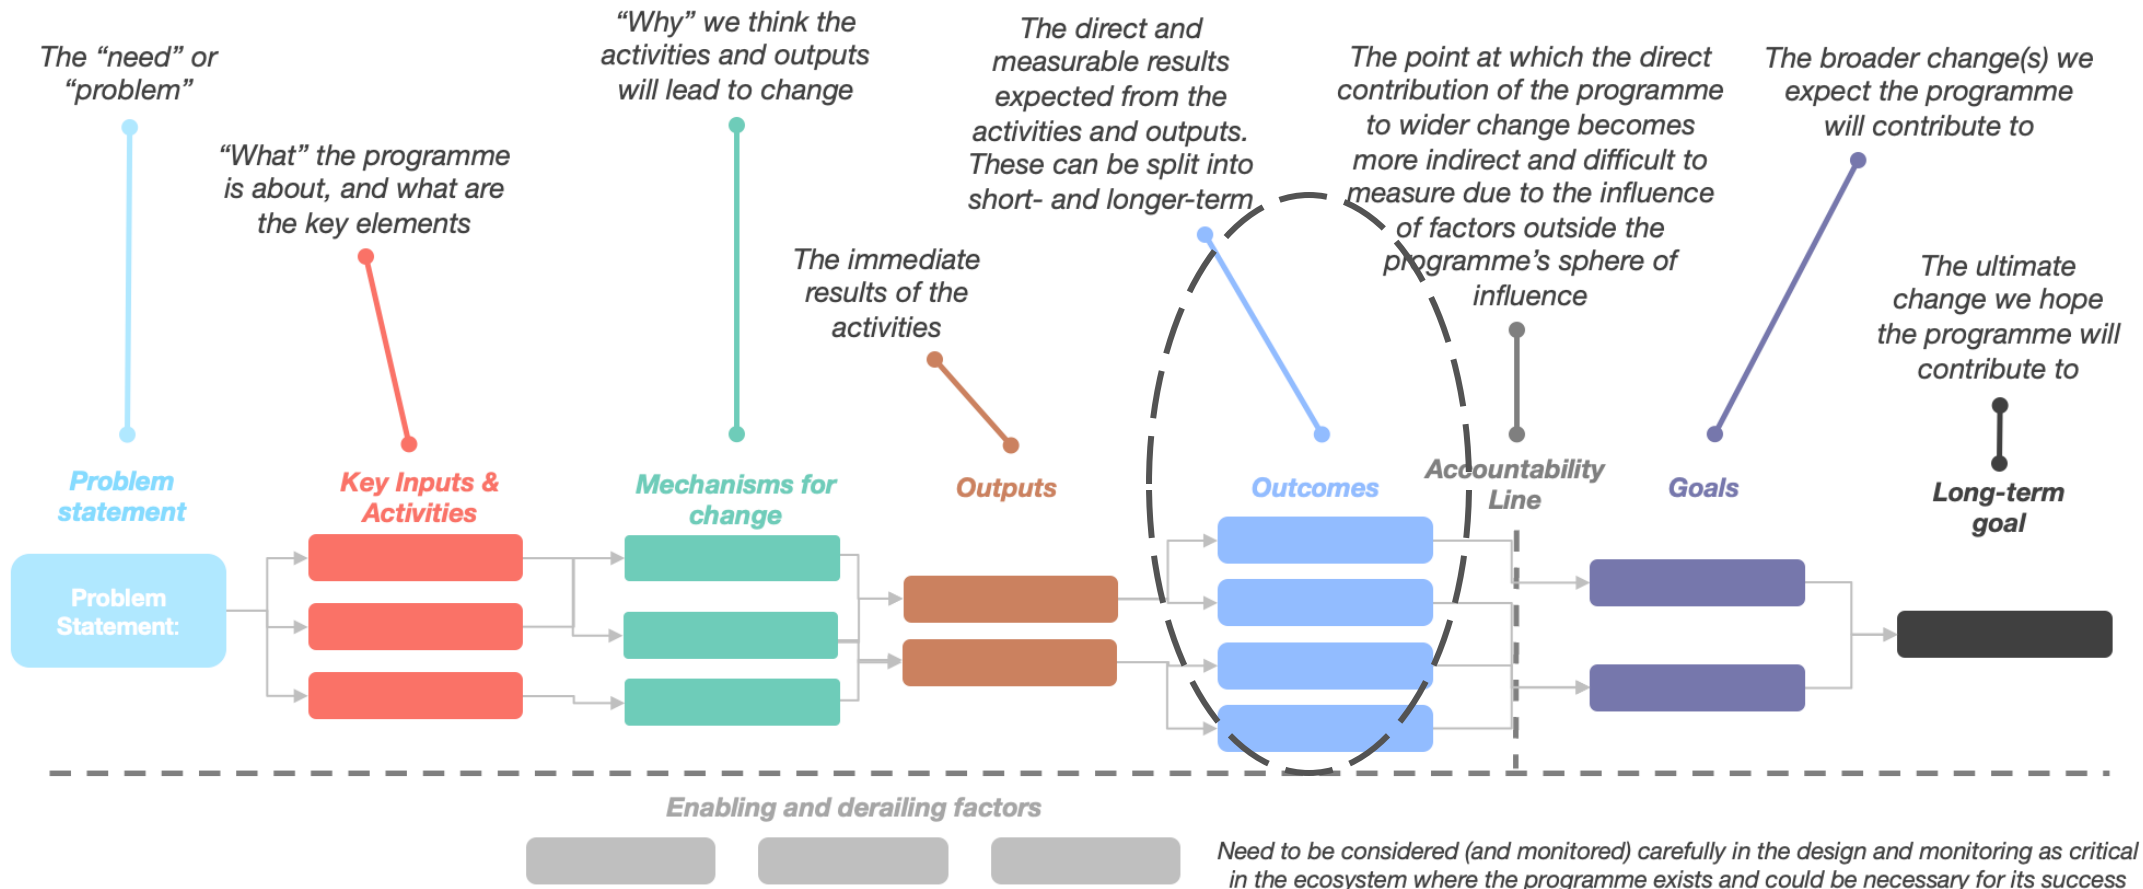 The “need” or
“problem”
“What” the programme
is about, and what are
the key elements
“Why” we think the
activities and outputs
will lead to change
The immediate
results of the
activities
The direct and
measurable results
expected from the
activities and outputs.
These can be split into
short- and longer-term
The point at which the direct
contribution of the programme
to wider change becomes
more indirect and difficult to
measure due to the influence
of factors outside the
programme’s sphere of
influence
The broader change(s) we
expect the programme
will contribute to
The ultimate
change we hope
the programme will
contribute to
Problem
statement
Key Inputs &
Activities
Mechanisms for
change
Outputs
Outcomes
Accountability
Line
Goals
Long-term
goal
Problem
Statement:
Enabling and derailing factors
Need to be considered (and monitored) carefully in the design and monitoring as critical
in the ecosystem where the programme exists and could be necessary for its success